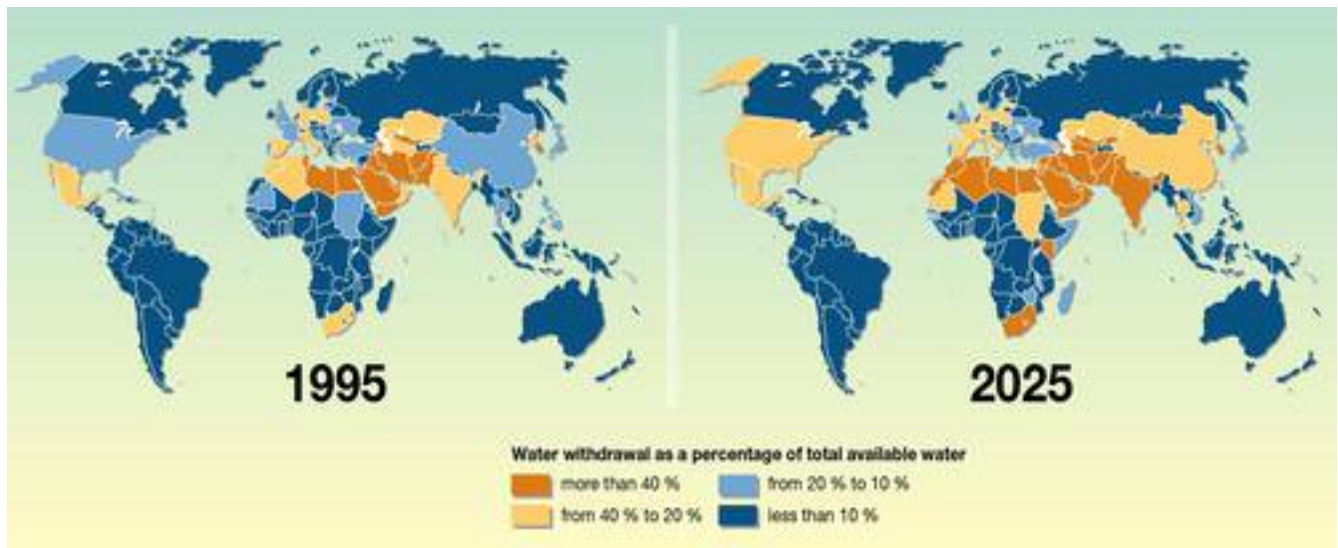 1995
2025
Water withdrawal as a percentage of total available water
more than 40 %
from 20 % to 10 %
from 40 % to 20 %
less than 10 %